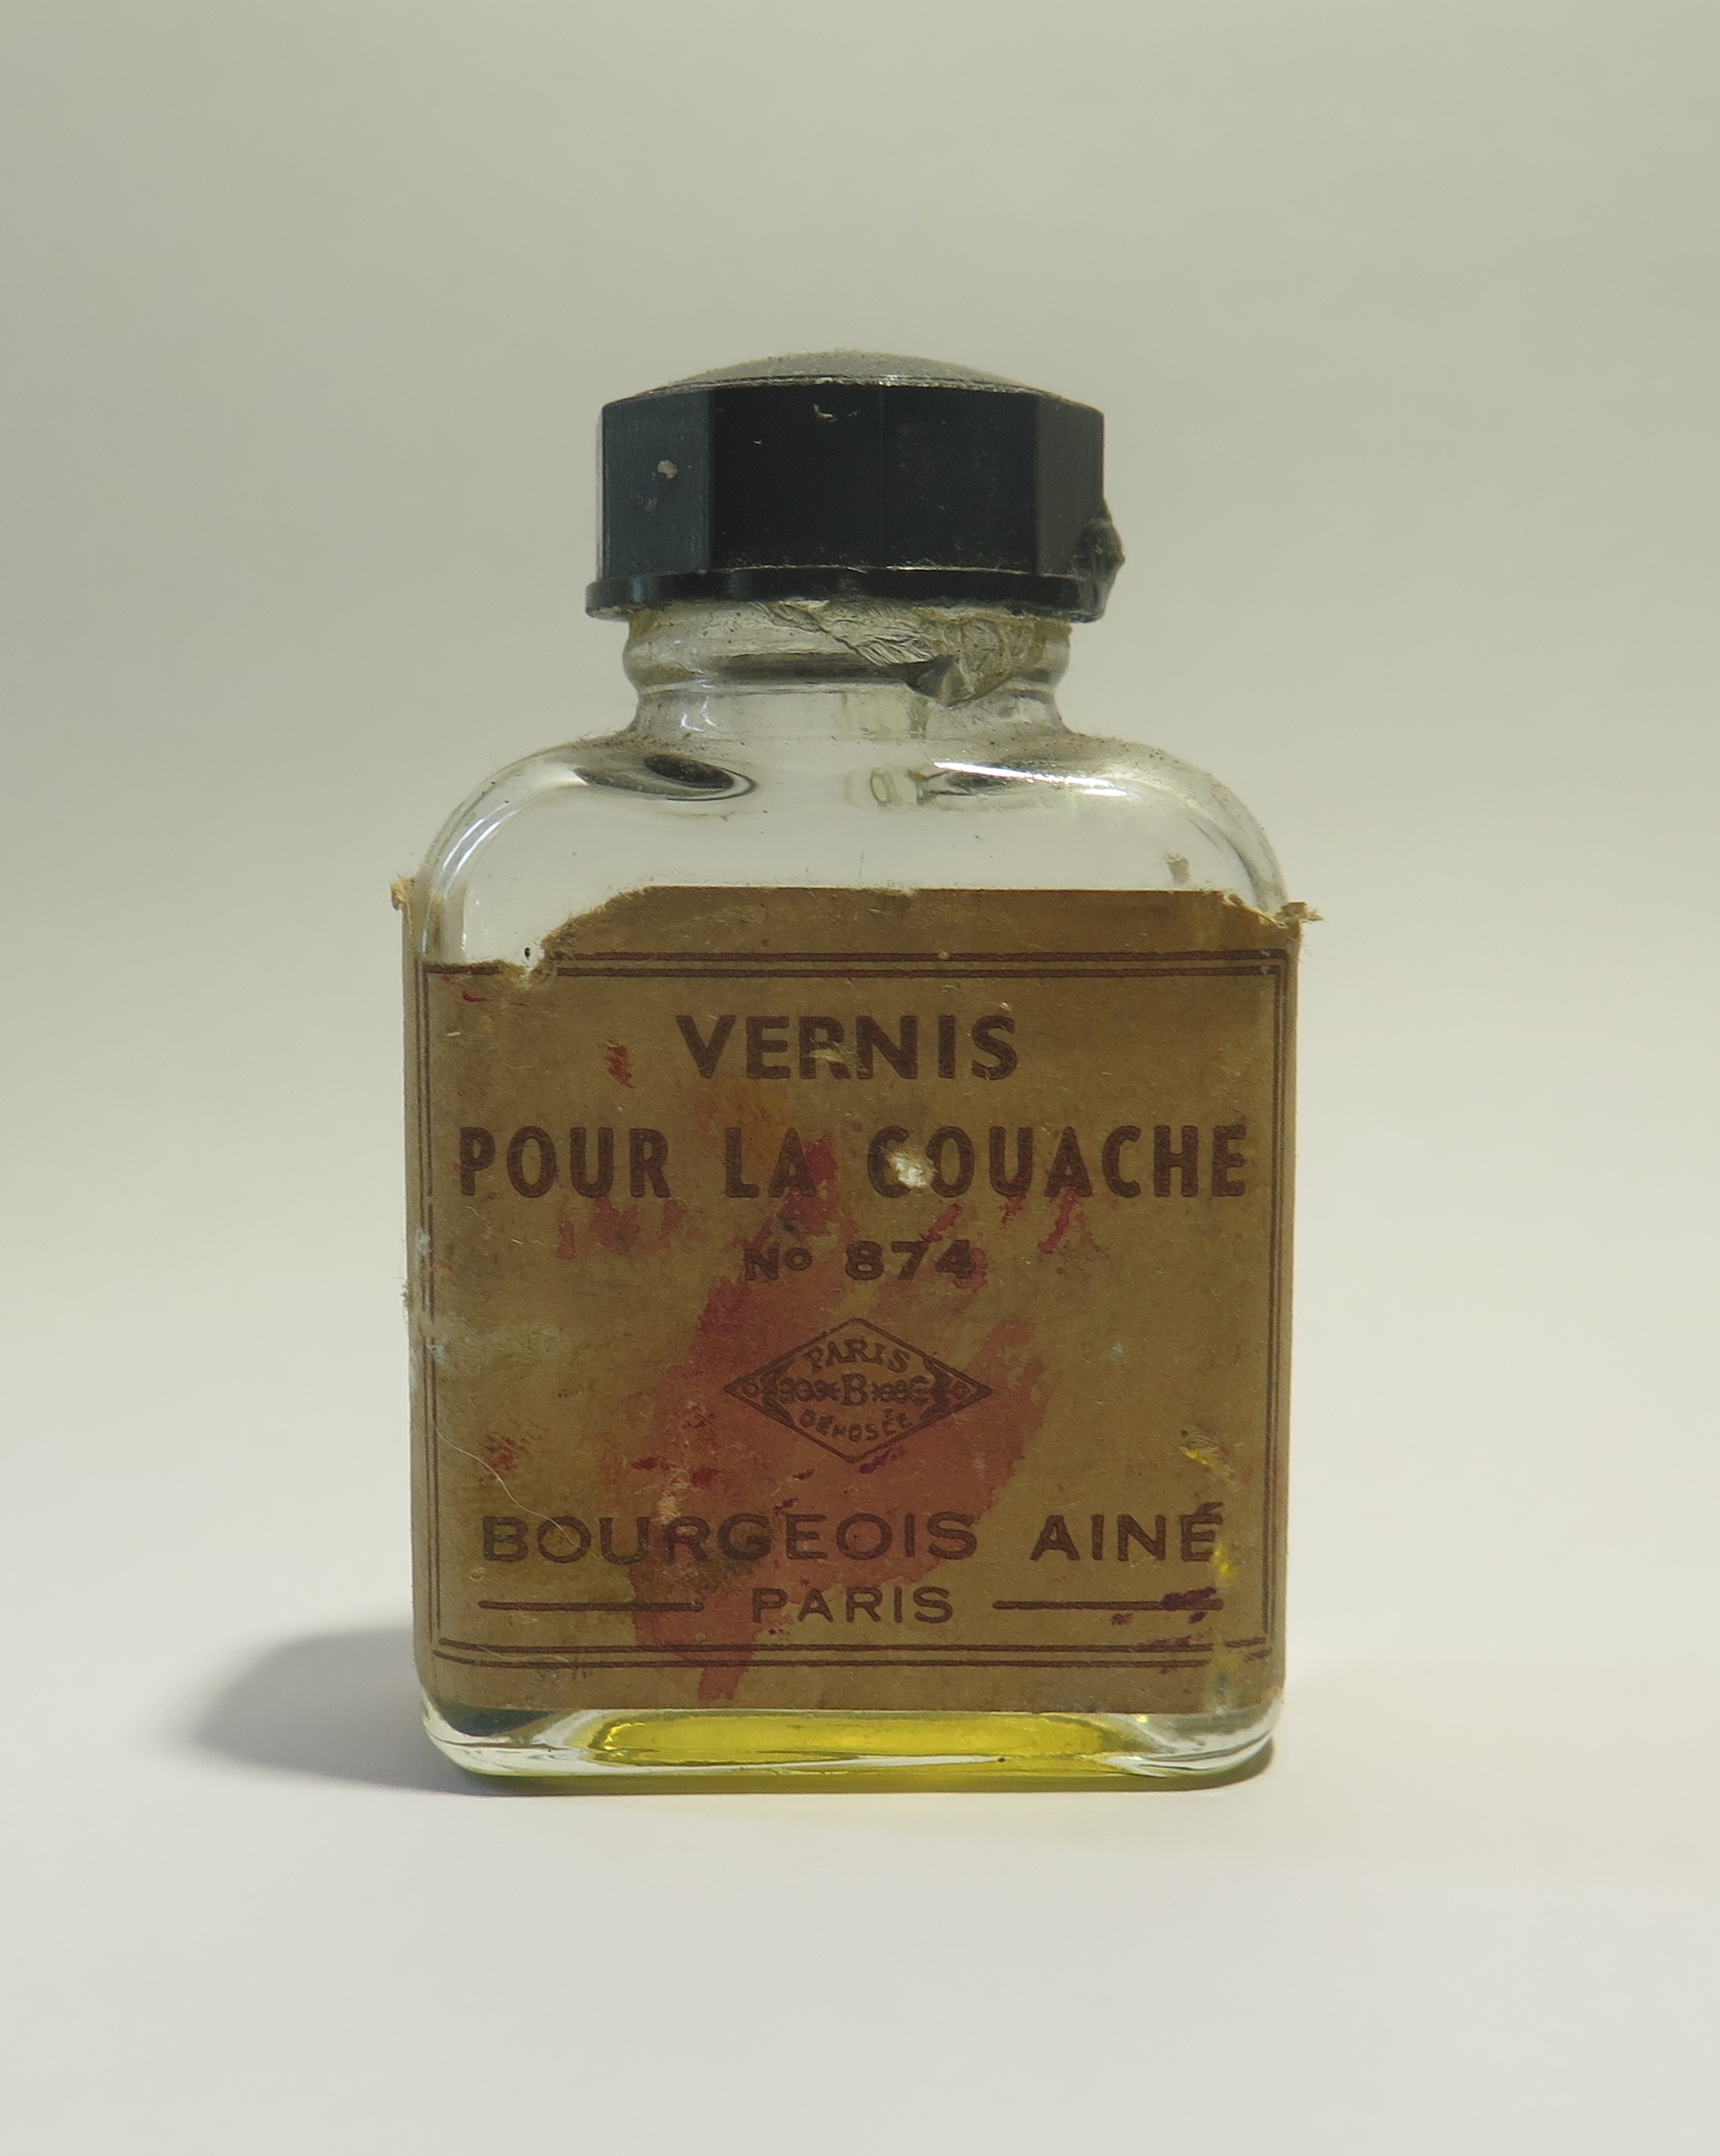 VERNIS
POUR LA GOUACHE
No 874
PARIS
B
DÉPOSÉE
BOURGEOIS AINÉ
PARIS